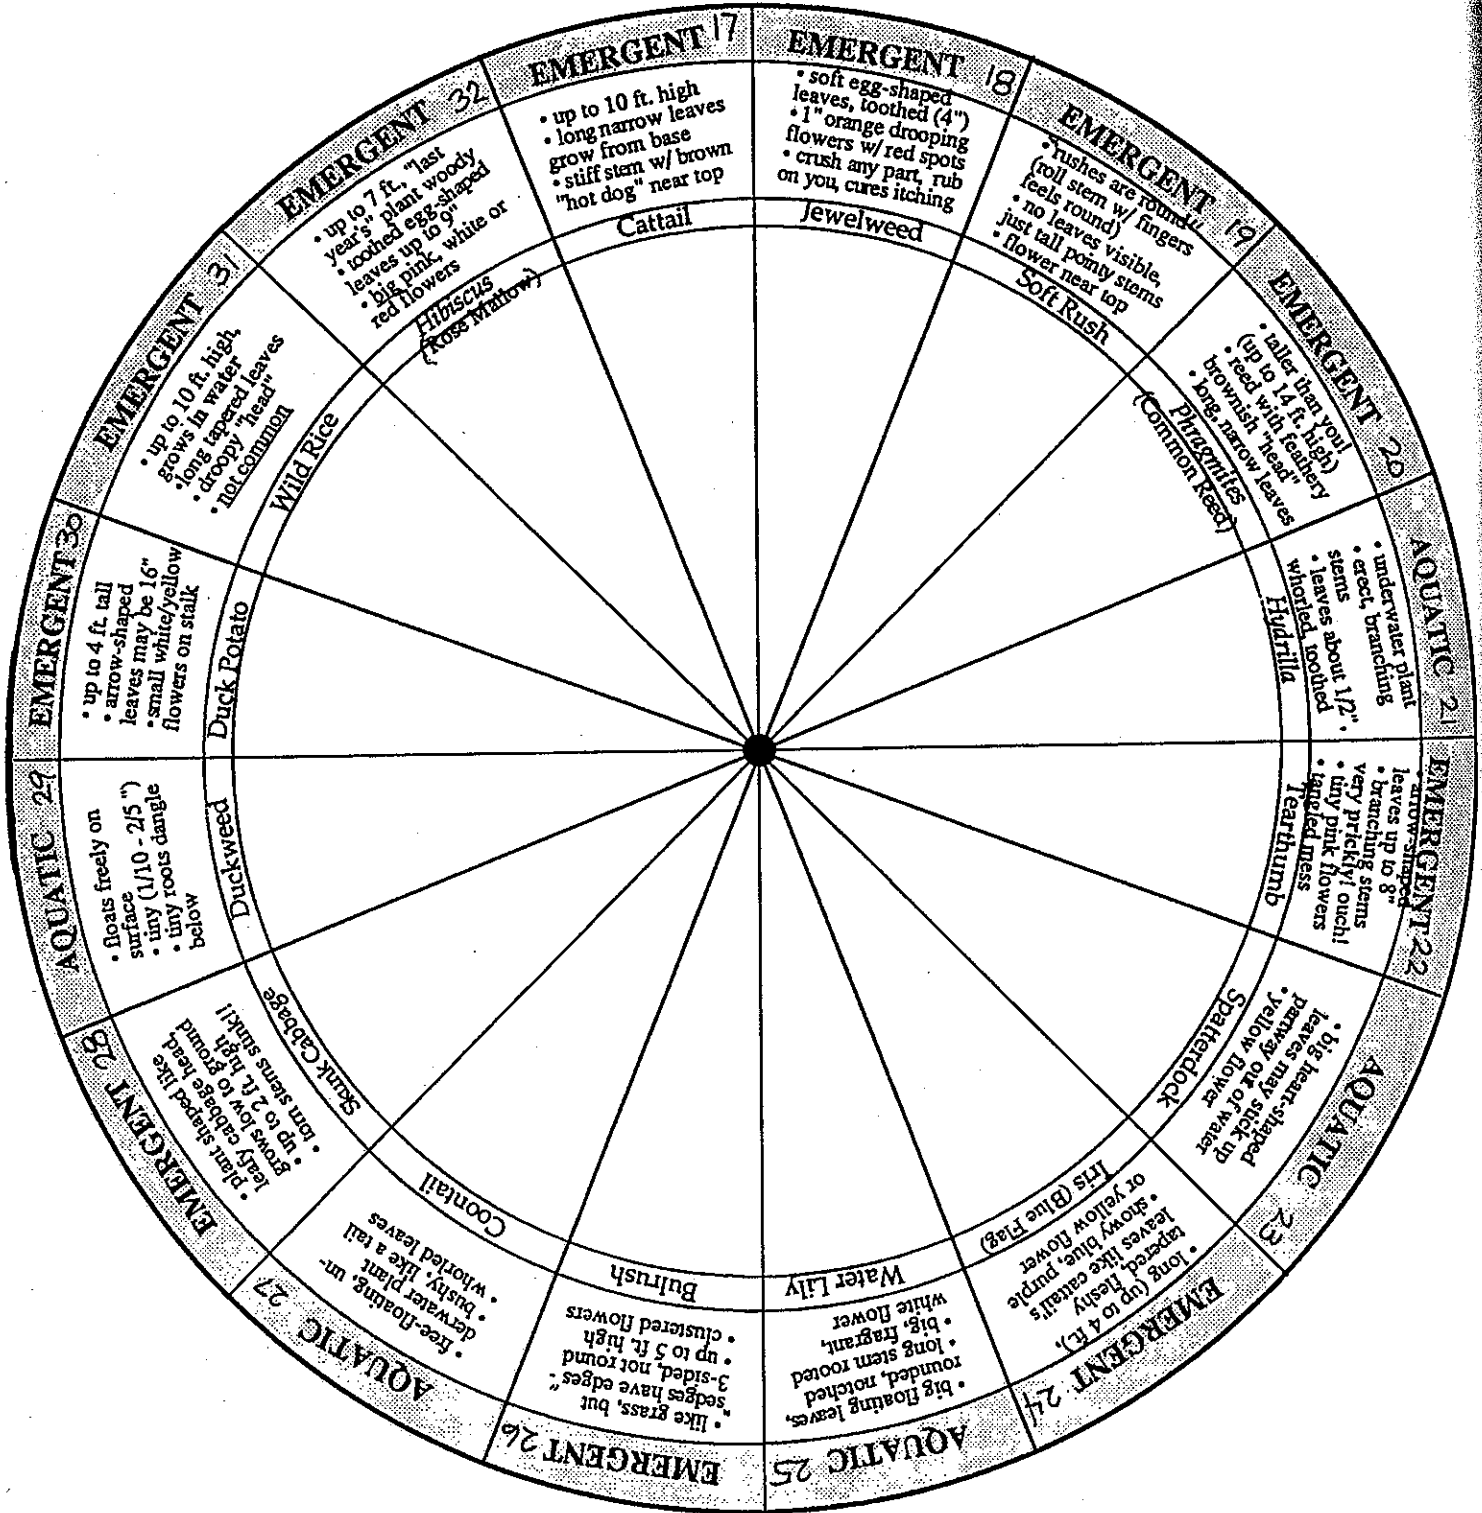 EMERGENT 17
• up to 10 ft. high
• long narrow leaves
grow from base
• stiff stem w/ brown
"hot dog" near top
Cattail
EMERGENT 18
• soft egg-shaped
leaves, toothed (4")
• 1" orange drooping
flowers w/ red spots
• crush any part, rub
on you, cures itching
Jewelweed
EMERGENT 19
• rushes are round
(roll stem w/ fingers
feels round)
• no leaves visible,
just tall pointy stems
• flower near top
Soft Rush
EMERGENT 20
• taller than you!
(up to 14 ft. high)
• reed with feathery
brownish "head"
• long, narrow leaves
Phragmites
(Common Reed)
AQUATIC 21
• underwater plant
• erect, branching
stems
• leaves about 1/2",
whorled, toothed
Hydrilla
EMERGENT 22
• arrow-shaped
leaves up to 8"
• branching stems
very prickly! ouch!
• tiny pink flowers
• tangled mess
Tearthumb
AQUATIC 23
• big heart-shaped
leaves may stick up
partway out of water
• yellow flower
Spatterdock
EMERGENT 24
• long (up to 4 ft.),
tapered, fleshy
leaves like cattail's
• showy blue, purple
or yellow flower
Iris (Blue Flag)
AQUATIC 25
• big floating leaves,
rounded, notched
• long stem rooted
• big, fragrant,
white flower
Water Lily
EMERGENT 26
• like grass, but
"sedges have edges"
3-sided, not round
• up to 5 ft. high
• clustered flowers
Bulrush
AQUATIC 27
• free-floating, un-
derwater plant
• bushy, like a tail
• whorled leaves
Coontail
EMERGENT 28
• plant shaped like
leafy cabbage head,
grows low to ground
• up to 2 ft. high
• torn stems stink!!
Skunk Cabbage
AQUATIC 29
• floats freely on
surface
• tiny (1/10 - 2/5 ")
• tiny roots dangle
below
Duckweed
EMERGENT 30
• up to 4 ft. tall
• arrow-shaped
leaves may be 16"
• small white/yellow
flowers on stalk
Duck Potato
EMERGENT 31
• up to 10 ft. high,
grows in water
• long tapered leaves
• droopy "head"
• not common
Wild Rice
EMERGENT 32
• up to 7 ft., "last
year's" plant woody
• toothed egg-shaped
leaves up to 9"
• big pink, white or
red flowers
Hibiscus
(Rose Mallow)